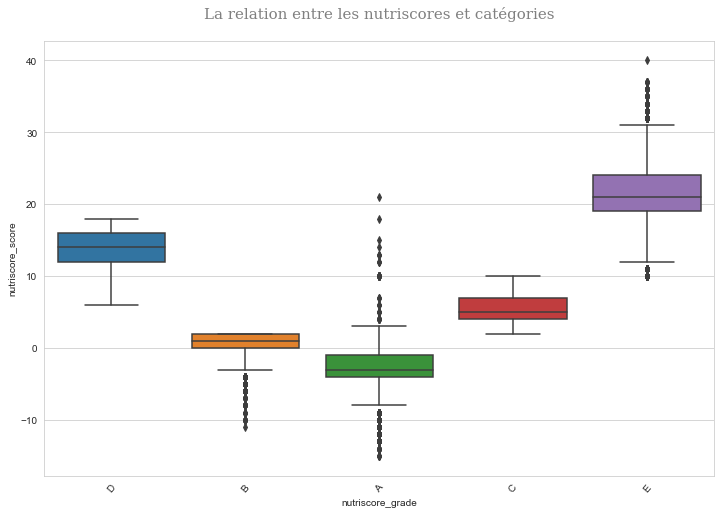 La relation entre les nutriscores et catégories
40
30
20
10
0
−10
nutriscore_score
D
B
A
C
E
nutriscore_grade